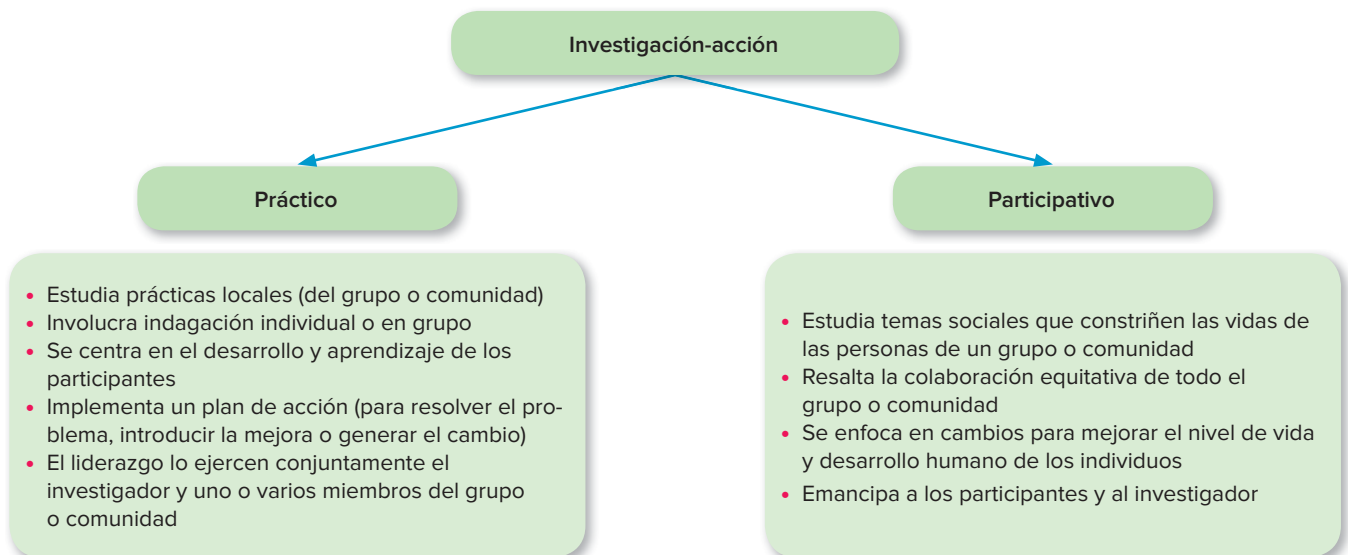 Investigación-acción
Práctico
Participativo
• Estudia prácticas locales (del grupo o comunidad)
• Involucra indagación individual o en grupo
• Se centra en el desarrollo y aprendizaje de los
participantes
• Implementa un plan de acción (para resolver el pro-
blema, introducir la mejora o generar el cambio)
• El liderazgo lo ejercen conjuntamente el
investigador y uno o varios miembros del grupo
o comunidad
• Estudia temas sociales que constriñen las vidas de
las personas de un grupo o comunidad
• Resalta la colaboración equitativa de todo el
grupo o comunidad
• Se enfoca en cambios para mejorar el nivel de vida
y desarrollo humano de los individuos
• Emancipa a los participantes y al investigador